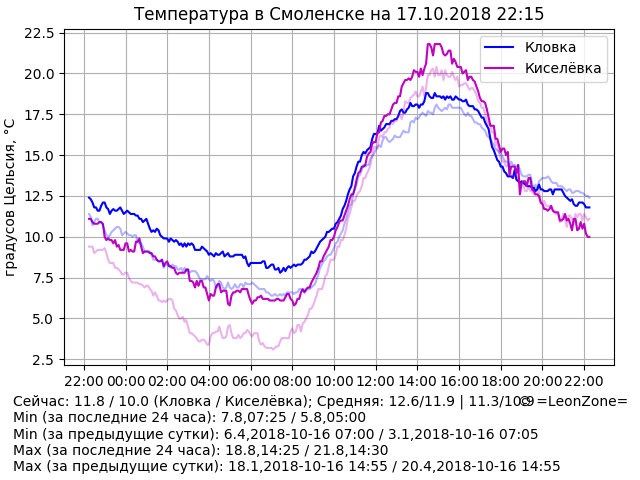 Температура в Смоленске на 17.10.2018 22:15
Кловка
Киселёвка
градусов Цельсия, °C
22.5
20.0
17.5
15.0
12.5
10.0
7.5
5.0
2.5
22:00 00:00 02:00 04:00 06:00 08:00 10:00 12:00 14:00 16:00 18:00 20:00 22:00
Сейчас: 11.8 / 10.0 (Кловка / Киселёвка); Средняя: 12.6/11.9 | 11.3/10.9 =LeonZone=
Min (за последние 24 часа): 7.8,07:25 / 5.8,05:00
Min (за предыдущие сутки): 6.4,2018-10-16 07:00 / 3.1,2018-10-16 07:05
Max (за последние 24 часа): 18.8,14:25 / 21.8,14:30
Max (за предыдущие сутки): 18.1,2018-10-16 14:55 / 20.4,2018-10-16 14:55